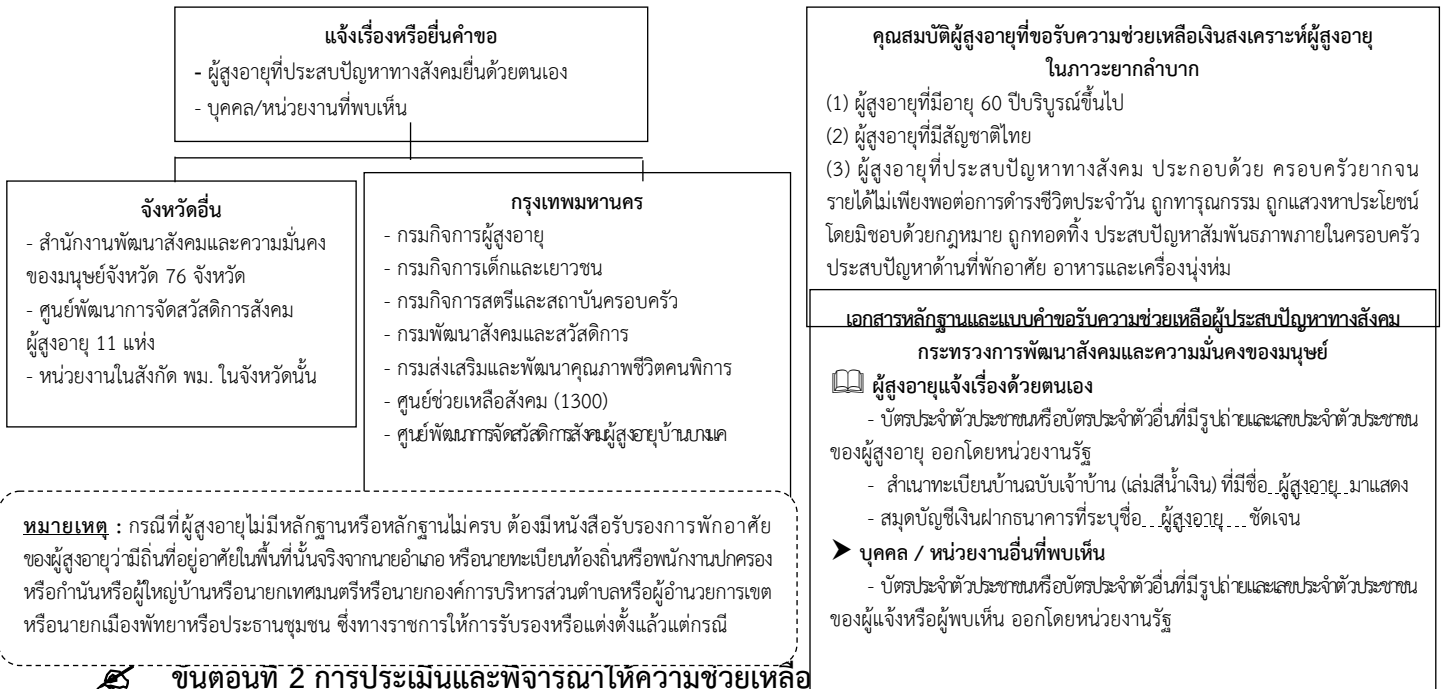 แจ้งเรื่องหรือยื่นคำขอ
- ผู้สูงอายุที่ประสบปัญหาทางสังคมยื่นด้วยตนเอง
- บุคคล/หน่วยงานที่พบเห็น
จังหวัดอื่น
- สำนักงานพัฒนาสังคมและความมั่นคง
ของมนุษย์จังหวัด 76 จังหวัด
- ศูนย์พัฒนาการจัดสวัสดิการสังคม
ผู้สูงอายุ 11 แห่ง
- หน่วยงานในสังกัด พม. ในจังหวัดนั้น
กรุงเทพมหานคร
- กรมกิจการผู้สูงอายุ
- กรมกิจการเด็กและเยาวชน
- กรมกิจการสตรีและสถาบันครอบครัว
- กรมพัฒนาสังคมและสวัสดิการ
- กรมส่งเสริมและพัฒนาคุณภาพชีวิตคนพิการ
- ศูนย์ช่วยเหลือสังคม (1300)
- ศูนย์พัฒนาการจัดสวัสดิการสังคมผู้สูงอายุบ้านบางแค
หมายเหตุ : กรณีที่ผู้สูงอายุไม่มีหลักฐานหรือหลักฐานไม่ครบ ต้องมีหนังสือรับรองการพักอาศัย
ของผู้สูงอายุว่ามีถิ่นที่อยู่อาศัยในพื้นที่นั้นจริงจากนายอำเภอ หรือนายทะเบียนท้องถิ่นหรือพนักงานปกครอง
หรือกำนันหรือผู้ใหญ่บ้านหรือนายกเทศมนตรีหรือนายกองค์การบริหารส่วนตำบลหรือผู้อำนวยการเขต
หรือนายกเมืองพัทยาหรือประธานชุมชน ซึ่งทางราชการให้การรับรองหรือแต่งตั้งแล้วแต่กรณี
คุณสมบัติผู้สูงอายุที่ขอรับความช่วยเหลือเงินสงเคราะห์ผู้สูงอายุ
ในภาวะยากลำบาก
(1) ผู้สูงอายุที่มีอายุ 60 ปีบริบูรณ์ขึ้นไป
(2) ผู้สูงอายุที่มีสัญชาติไทย
(3) ผู้สูงอายุที่ประสบปัญหาทางสังคม ประกอบด้วย ครอบครัวยากจน
รายได้ไม่เพียงพอต่อการดำรงชีวิตประจำวัน ถูกทารุณกรรม ถูกแสวงหาประโยชน์
โดยมิชอบด้วยกฎหมาย ถูกทอดทิ้ง ประสบปัญหาสัมพันธภาพภายในครอบครัว
ประสบปัญหาด้านที่พักอาศัย อาหารและเครื่องนุ่งห่ม
เอกสารหลักฐานและแบบคำขอรับความช่วยเหลือผู้ประสบปัญหาทางสังคม
กระทรวงการพัฒนาสังคมและความมั่นคงของมนุษย์
ผู้สูงอายุแจ้งเรื่องด้วยตนเอง
- บัตรประจำตัวประชาชนหรือบัตรประจำตัวอื่นที่มีรูปถ่ายและเลขประจำตัวประชาชน
ของผู้สูงอายุ ออกโดยหน่วยงานรัฐ
- สำเนาทะเบียนบ้านฉบับเจ้าบ้าน (เล่มสีน้ำเงิน) ที่มีชื่อ ผู้สูงอายุ มาแสดง
- สมุดบัญชีเงินฝากธนาคารที่ระบุชื่อ ผู้สูงอายุ ชัดเจน
➤ บุคคล / หน่วยงานอื่นที่พบเห็น
- บัตรประจำตัวประชาชนหรือบัตรประจำตัวอื่นที่มีรูปถ่ายและเลขประจำตัวประชาชน
ของผู้แจ้งหรือผู้พบเห็น ออกโดยหน่วยงานรัฐ
ขั้นตอนที่ 2 การประเมินและพิจารณาให้ความช่วยเหลือ